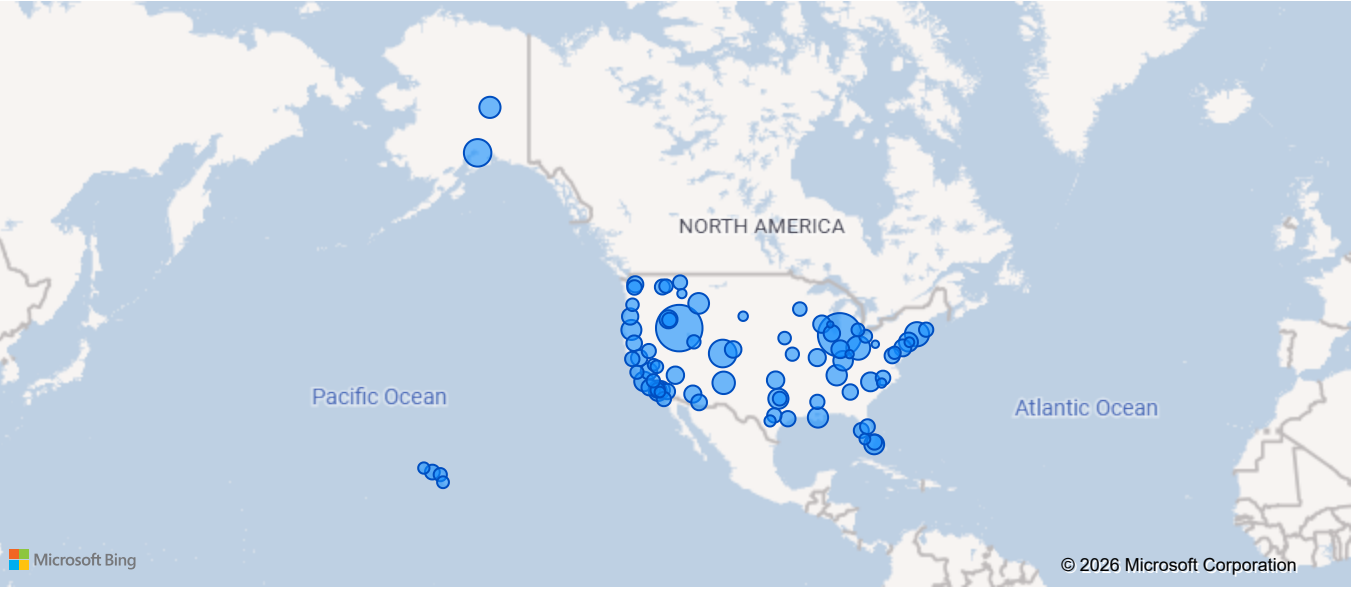 NORTH AMERICA
Pacific Ocean
Atlantic Ocean
Microsoft Bing
© 2026 Microsoft Corporation